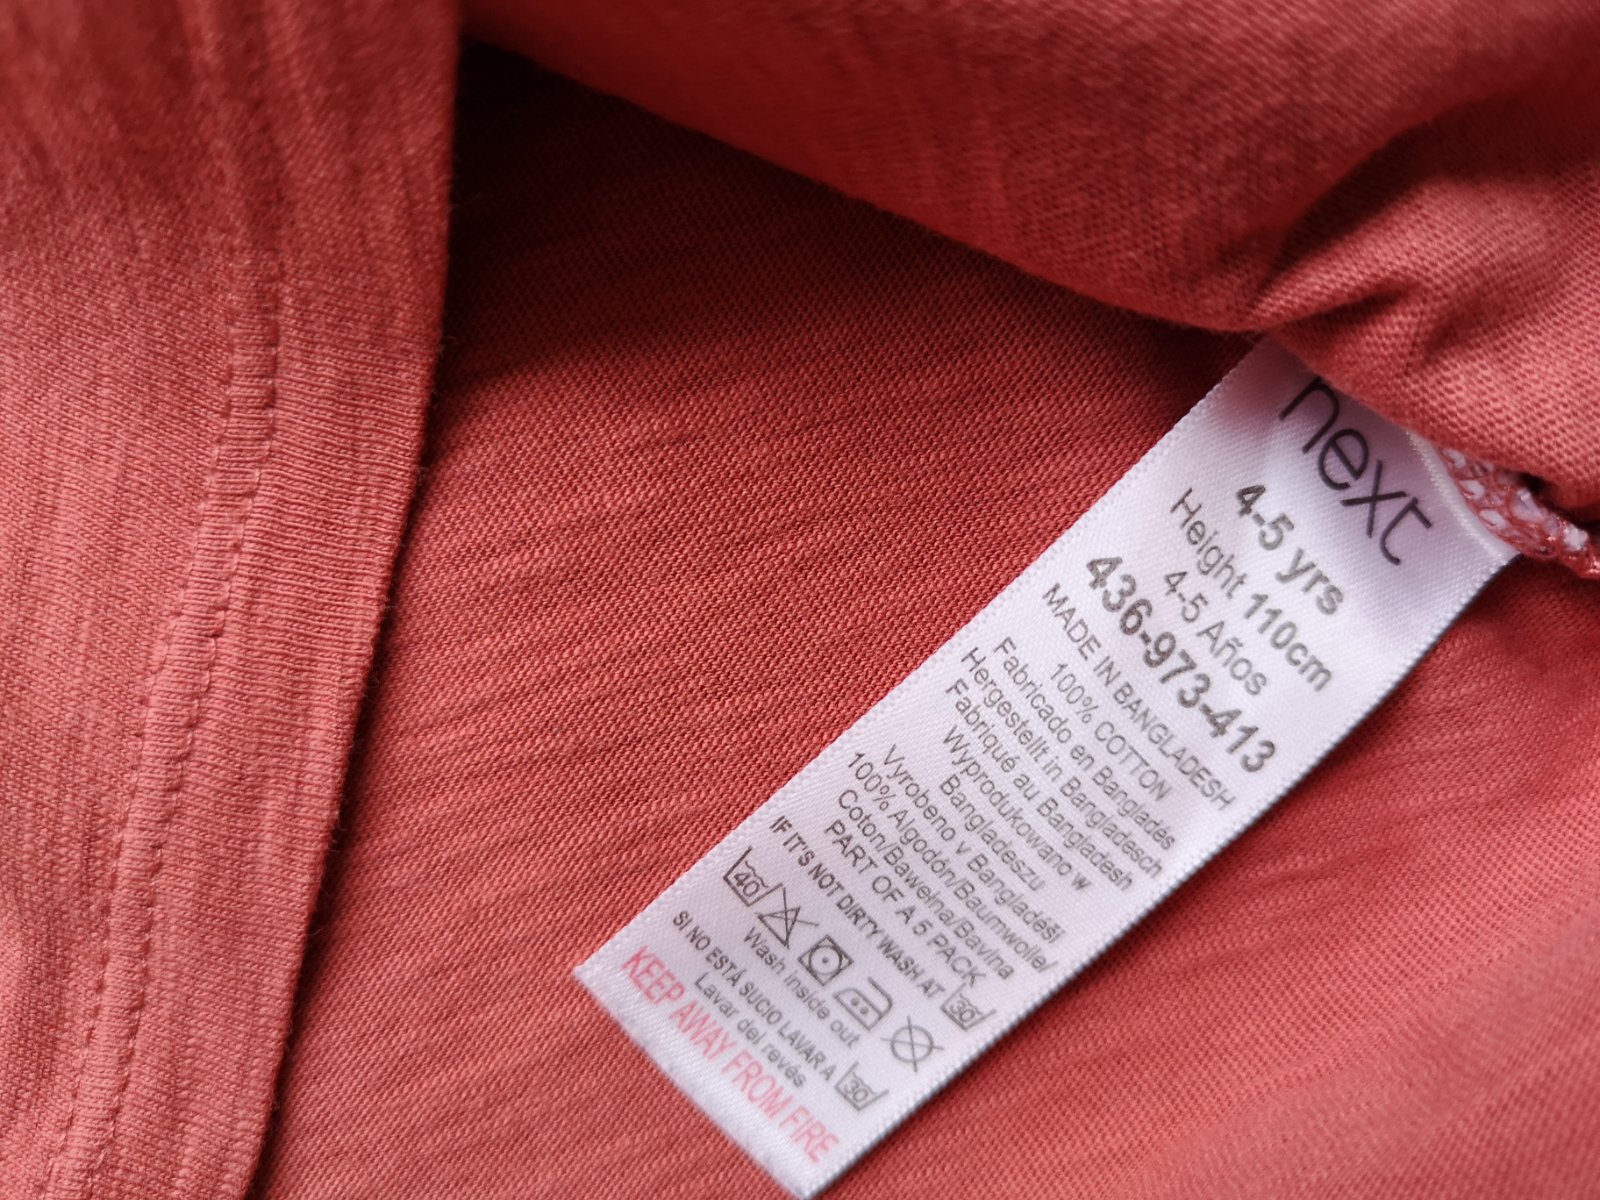 next
4-5 yrs
Height 110cm
4-5 Años
436-973-413
MADE IN BANGLADESH
100% COTTON
Fabricado en Bangladés
Hergestellt in Bangladesch
Fabriqué au Bangladesh
Wyprodukowano w
Bangladeszu
Vyrobeno v Bangladéši
100% Algodón/Baumwolle/
Coton/Bawełna/Bavlna
PART OF A 5 PACK
IF IT'S NOT DIRTY WASH AT 30
40
Wash inside out
SI NO ESTÁ SUCIO LAVAR A 30
Lavar del revés
KEEP AWAY FROM FIRE